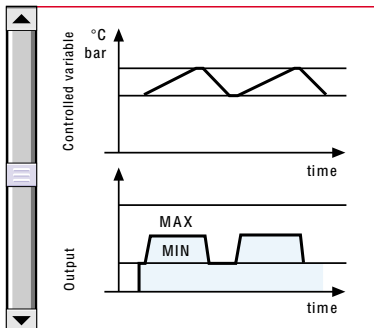 °C
bar
Controlled variable
time
MAX
MIN
Output
time